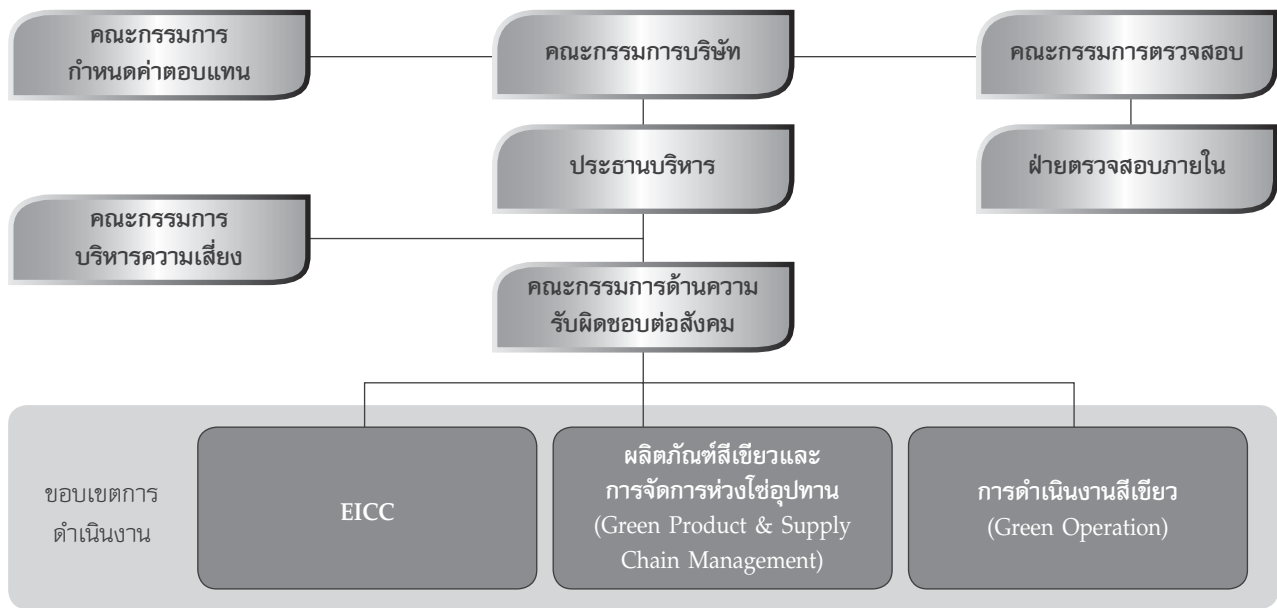 คณะกรรมการ
กำหนดค่าตอบแทน
คณะกรรมการบริษัท
คณะกรรมการตรวจสอบ
ประธานบริหาร
ฝ่ายตรวจสอบภายใน
คณะกรรมการ
บริหารความเสี่ยง
คณะกรรมการด้านความ
รับผิดชอบต่อสังคม
ขอบเขตการ
ดำเนินงาน
EICC
ผลิตภัณฑ์สีเขียวและ
การจัดการห่วงโซ่อุปทาน
(Green Product & Supply
Chain Management)
การดำเนินงานสีเขียว
(Green Operation)